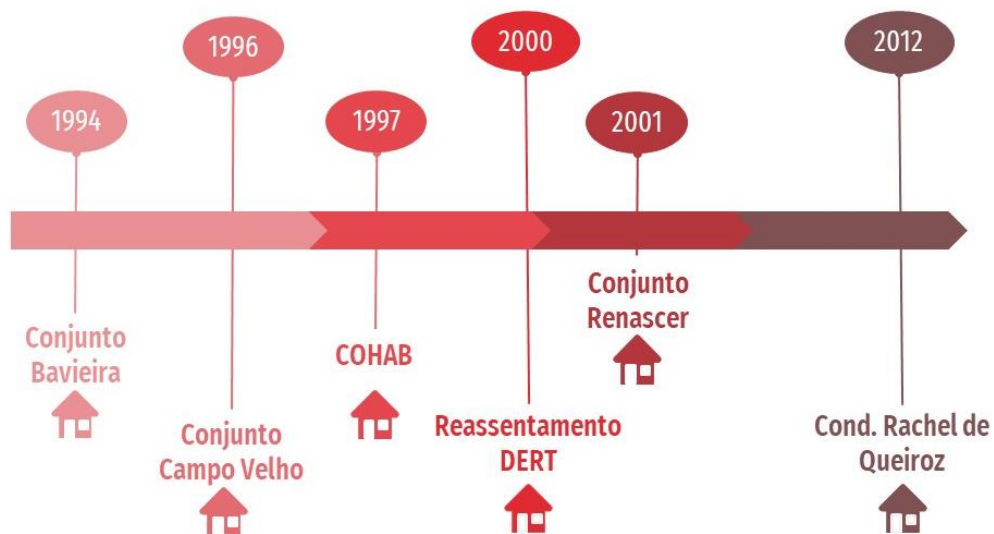 1994
1996
1997
2000
2001
2012
Conjunto
Bavieira
Conjunto
Campo Velho
COHAB
Reassentamento
DERT
Conjunto
Renascer
Cond. Rachel de
Queiroz